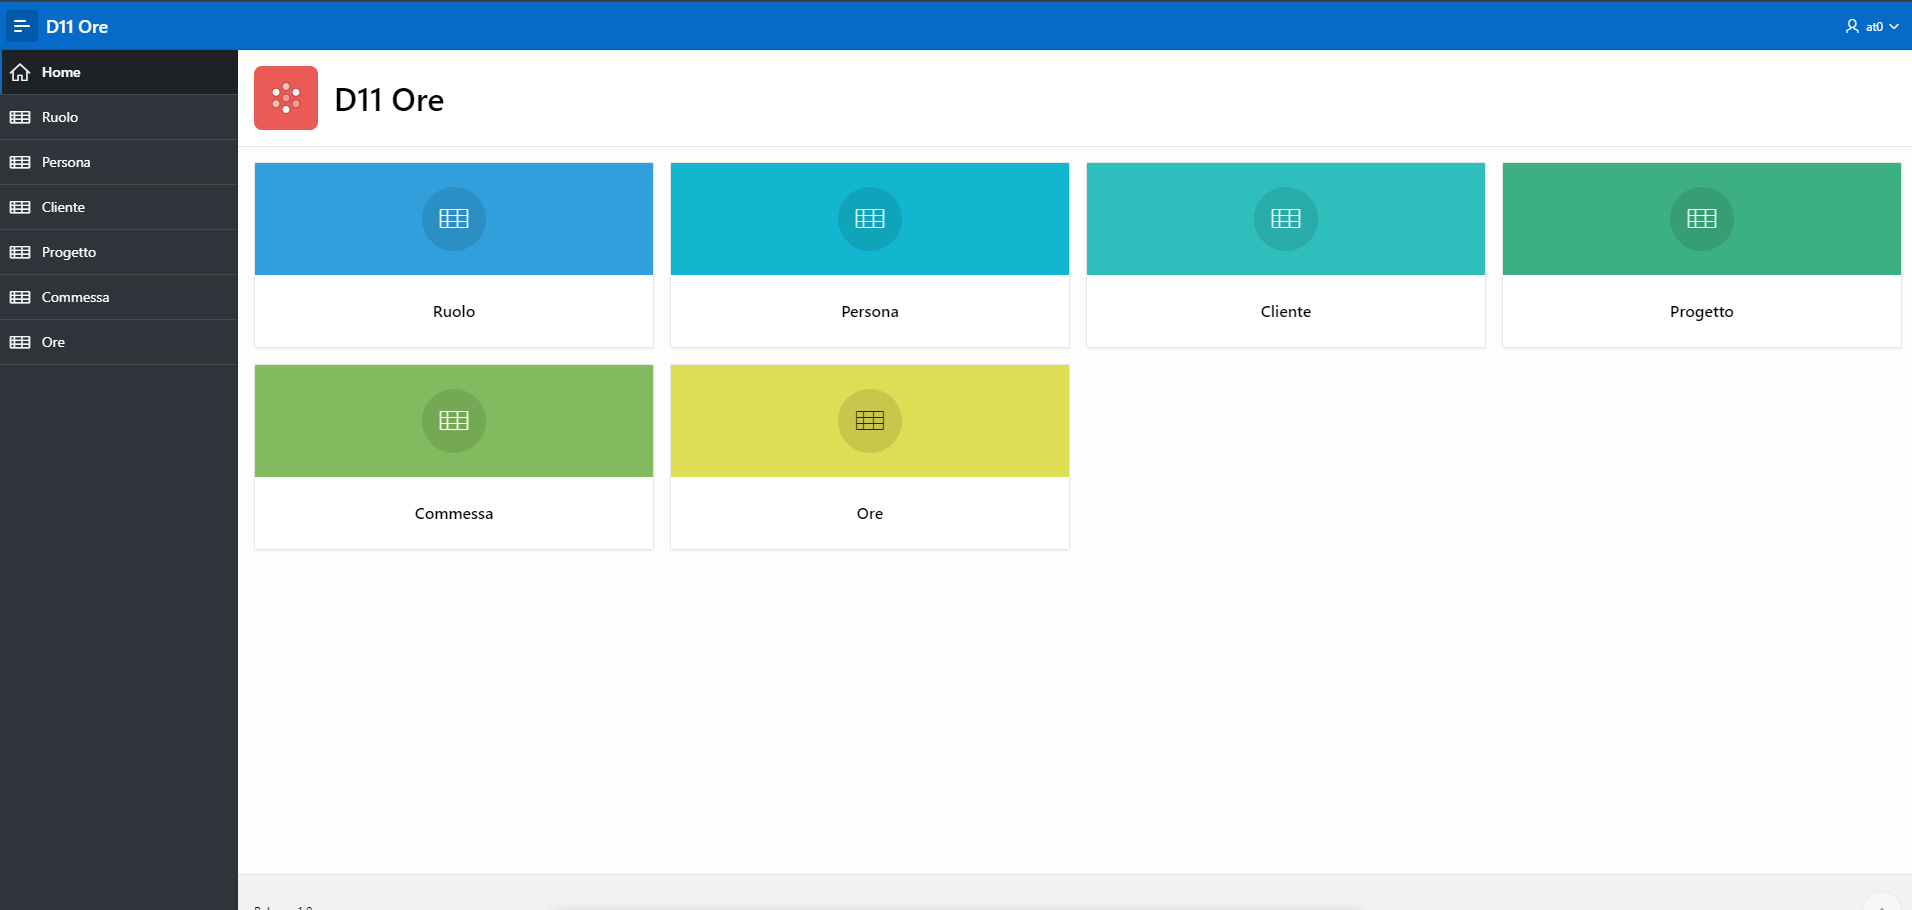 D11 Ore
at0
Home
Ruolo
Persona
Cliente
Progetto
Commessa
Ore
D11 Ore
Ruolo
Persona
Cliente
Progetto
Commessa
Ore